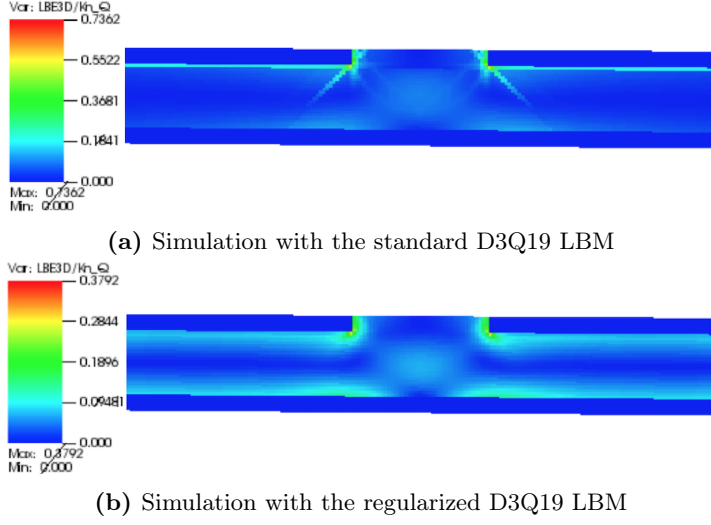 Var: LBE3D/Kn_Q
0.7362
0.5522
0.3681
0.1841
0.000
Max: 0.7362
Min: 0.000
(a) Simulation with the standard D3Q19 LBM
Var: LBE3D/Kn_Q
0.3792
0.2844
0.1896
0.09481
0.000
Max: 0.3792
Min: 0.000
(b) Simulation with the regularized D3Q19 LBM